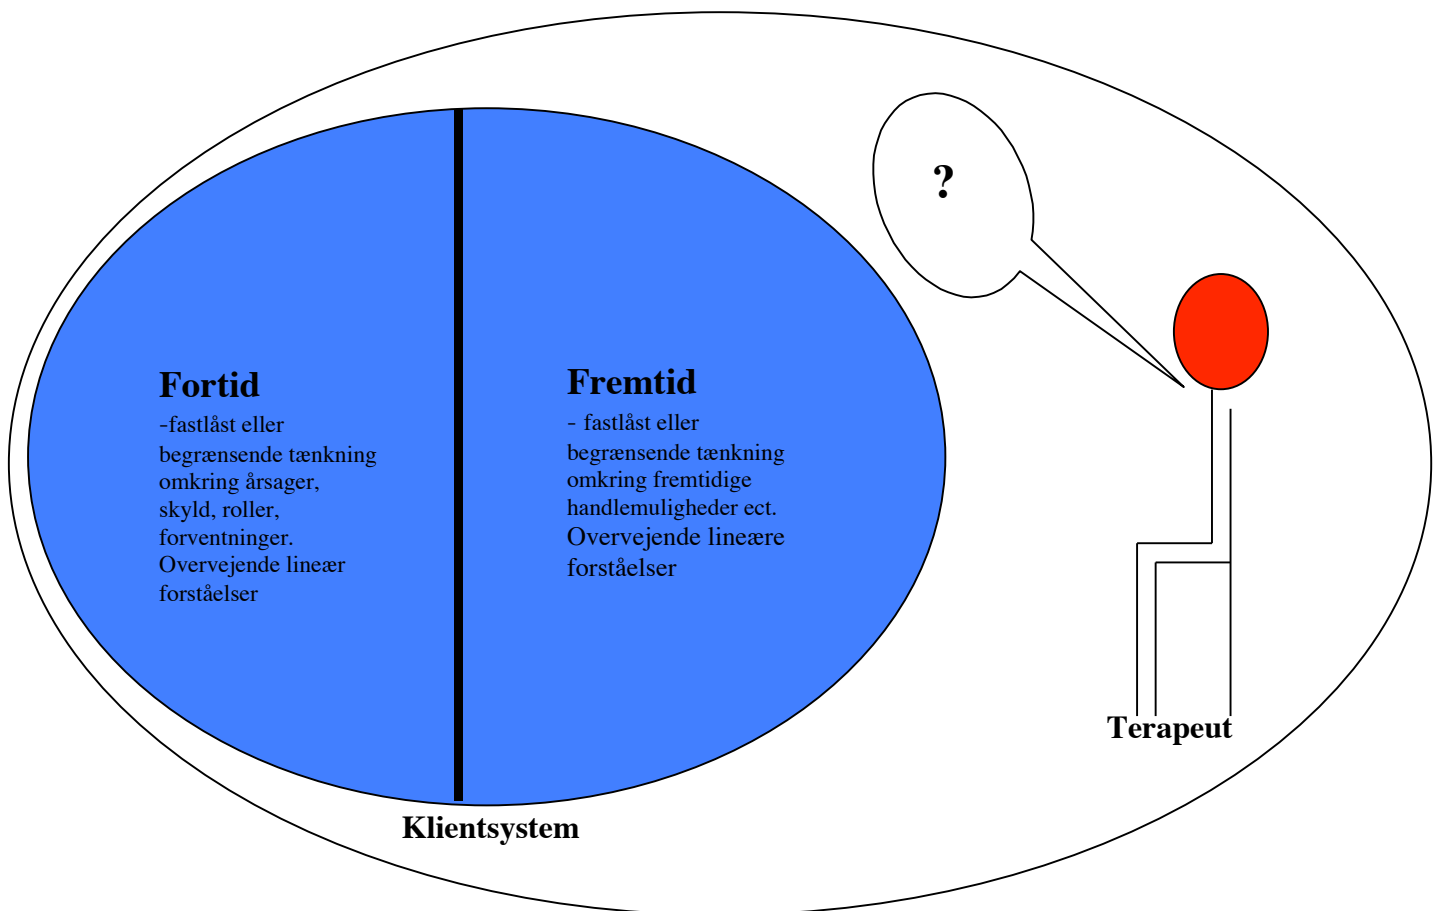 ?
Fortid
-fastlåst eller
begrænsende tænkning
omkring årsager,
skyld, roller,
forventninger.
Overvejende lineær
forståelser
Fremtid
- fastlåst eller
begrænsende tænkning
omkring fremtidige
handlemuligheder ect.
Overvejende lineære
forståelser
Terapeut
Klientsystem